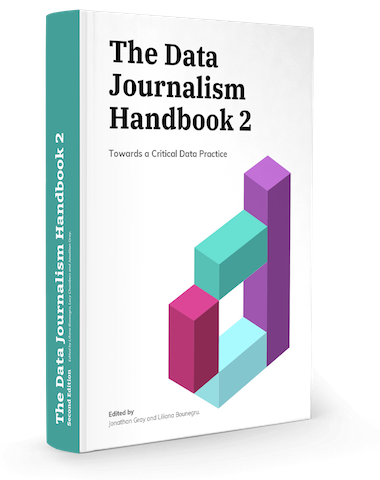 The Data
Journalism
Handbook 2
Towards a Critical Data Practice
Edited by
Jonathan Gray and Liliana Bounegru
The Data Journalism Handbook 2
Second Edition